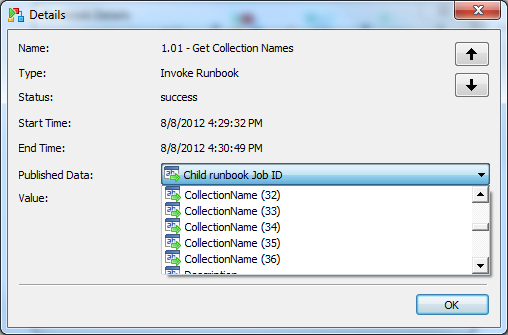 Details
Name: 1.01 - Get Collection Names
Type: Invoke Runbook
Status: success
Start Time: 8/8/2012 4:29:32 PM
End Time: 8/8/2012 4:30:49 PM
Published Data: Child runbook Job ID
Value: CollectionName (32)
CollectionName (33)
CollectionName (34)
CollectionName (35)
CollectionName (36)
Description
OK